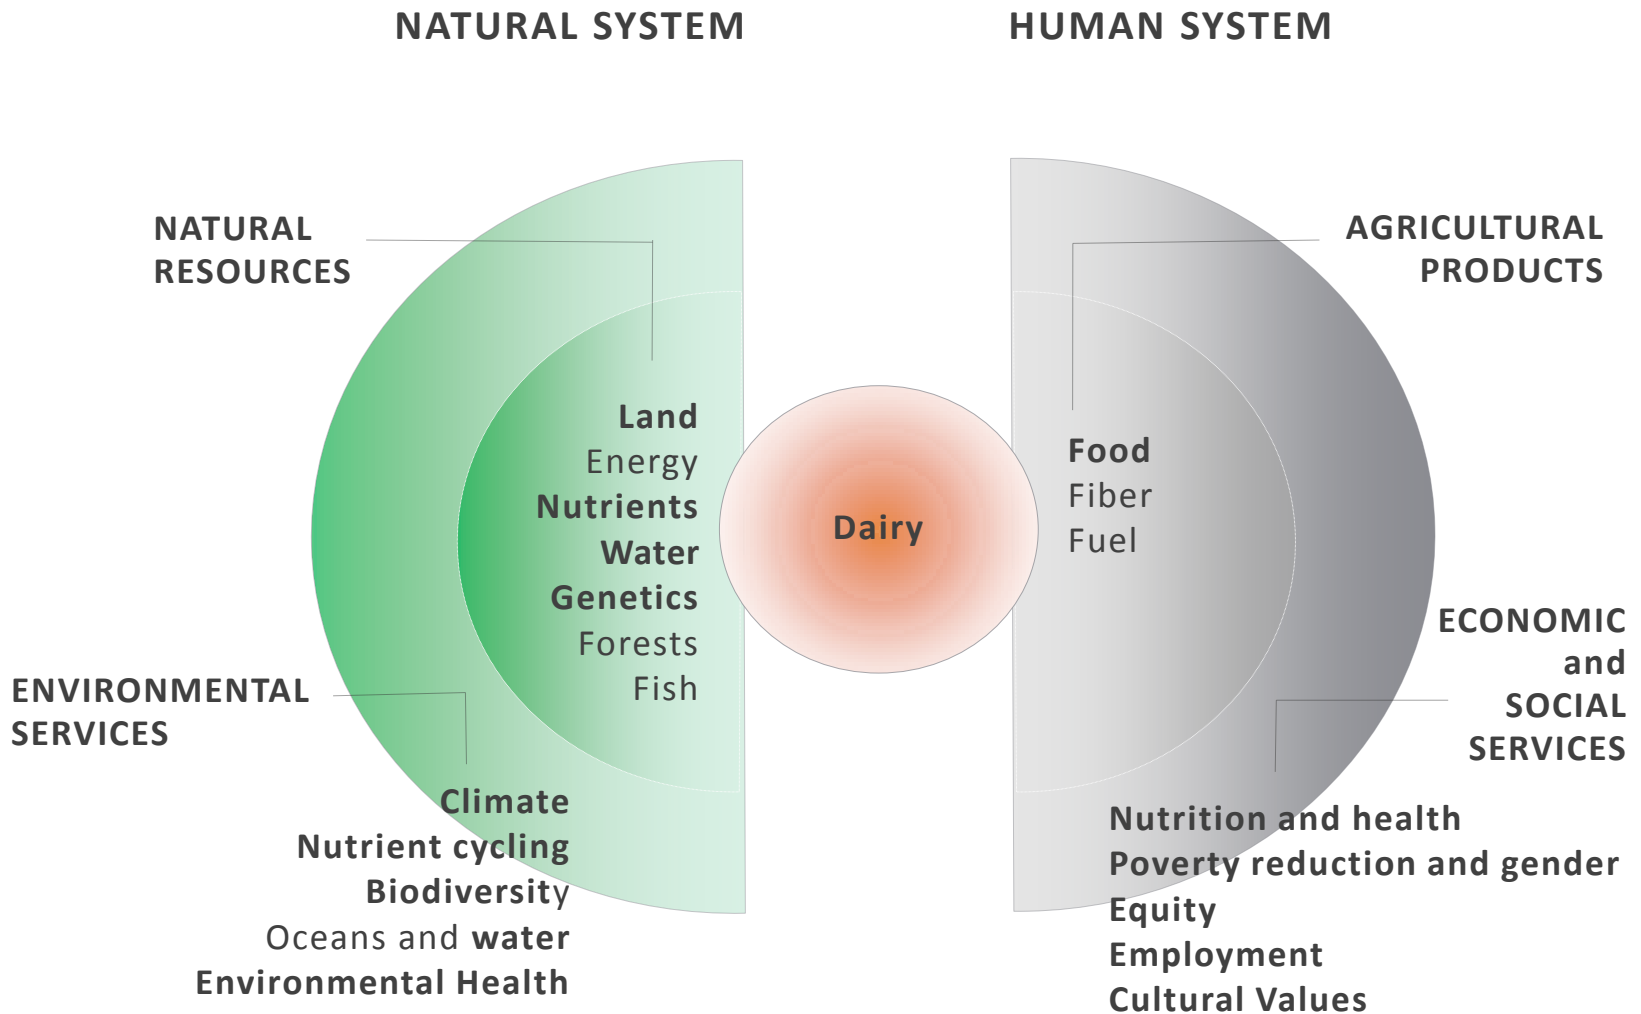 NATURAL SYSTEM
HUMAN SYSTEM
NATURAL
RESOURCES
AGRICULTURAL
PRODUCTS
Land
Energy
Nutrients
Water
Genetics
Forests
Fish
Dairy
Food
Fiber
Fuel
ENVIRONMENTAL
SERVICES
ECONOMIC
and
SOCIAL
SERVICES
Climate
Nutrient cycling
Biodiversity
Oceans and water
Environmental Health
Nutrition and health
Poverty reduction and gender
Equity
Employment
Cultural Values